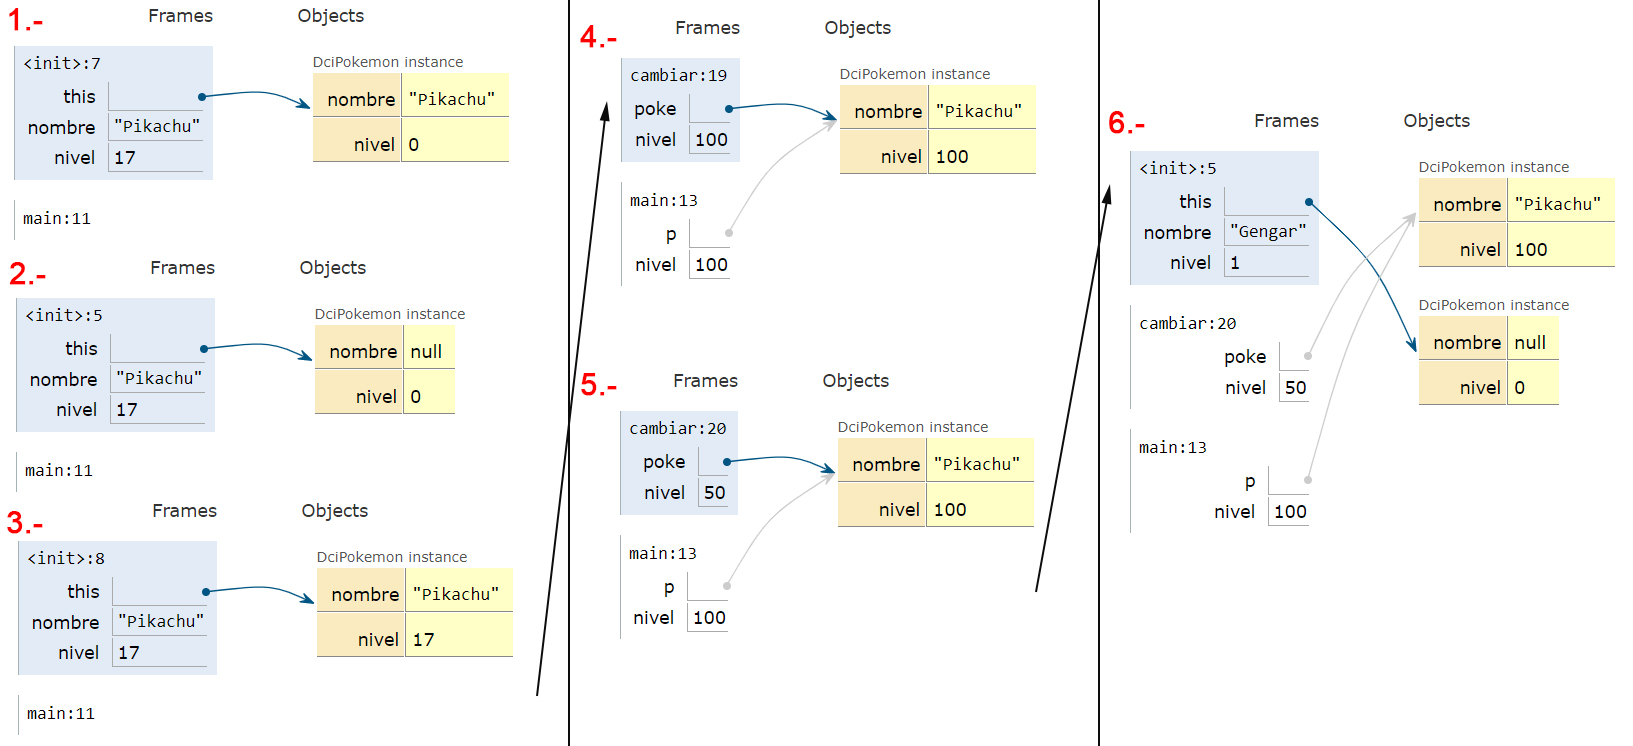 1.-
Frames Objects
<init>:7
this
nombre "Pikachu"
nivel 17
DciPokemon instance
nombre "Pikachu"
nivel 0
main:11
2.-
Frames Objects
<init>:5
this
nombre "Pikachu"
nivel 17
DciPokemon instance
nombre null
nivel 0
main:11
3.-
Frames Objects
<init>:8
this
nombre "Pikachu"
nivel 17
DciPokemon instance
nombre "Pikachu"
nivel 17
main:11
4.-
Frames Objects
cambiar:19
poke
nivel 100
DciPokemon instance
nombre "Pikachu"
nivel 100
main:13
p
nivel 100
5.-
Frames Objects
cambiar:20
poke
nivel 50
DciPokemon instance
nombre "Pikachu"
nivel 100
main:13
p
nivel 100
6.-
Frames Objects
<init>:5
this
nombre "Gengar"
nivel 1
DciPokemon instance
nombre "Pikachu"
nivel 100
cambiar:20
poke
nivel 50
DciPokemon instance
nombre null
nivel 0
main:13
p
nivel 100